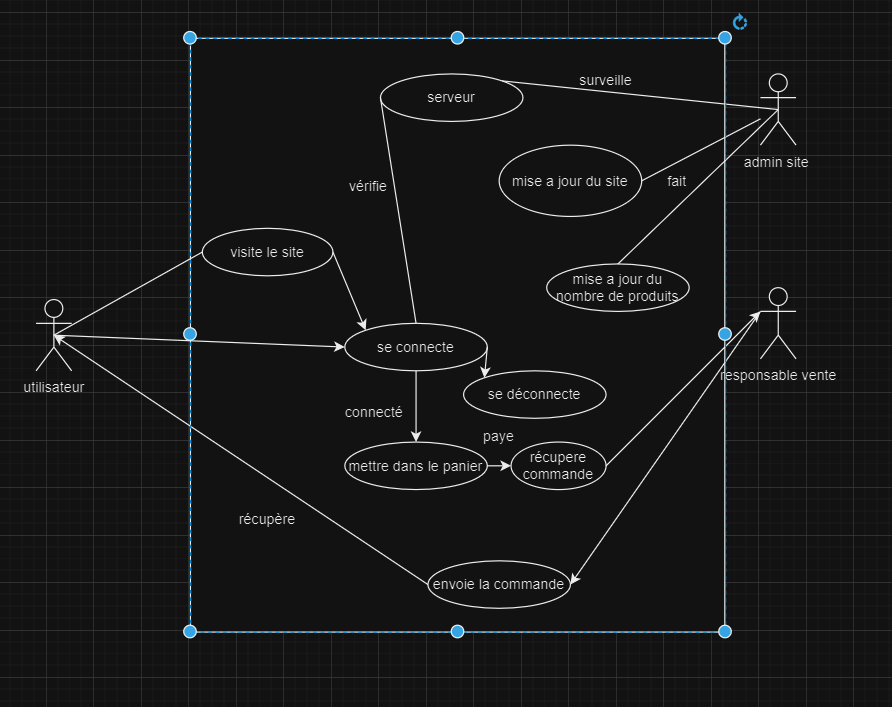 surveille
serveur
admin site
mise a jour du site
fait
vérifie
visite le site
mise a jour du
nombre de produits
se connecte
responsable vente
utilisateur
se déconnecte
connecté
paye
mettre dans le panier
récupere
commande
récupère
envoie la commande